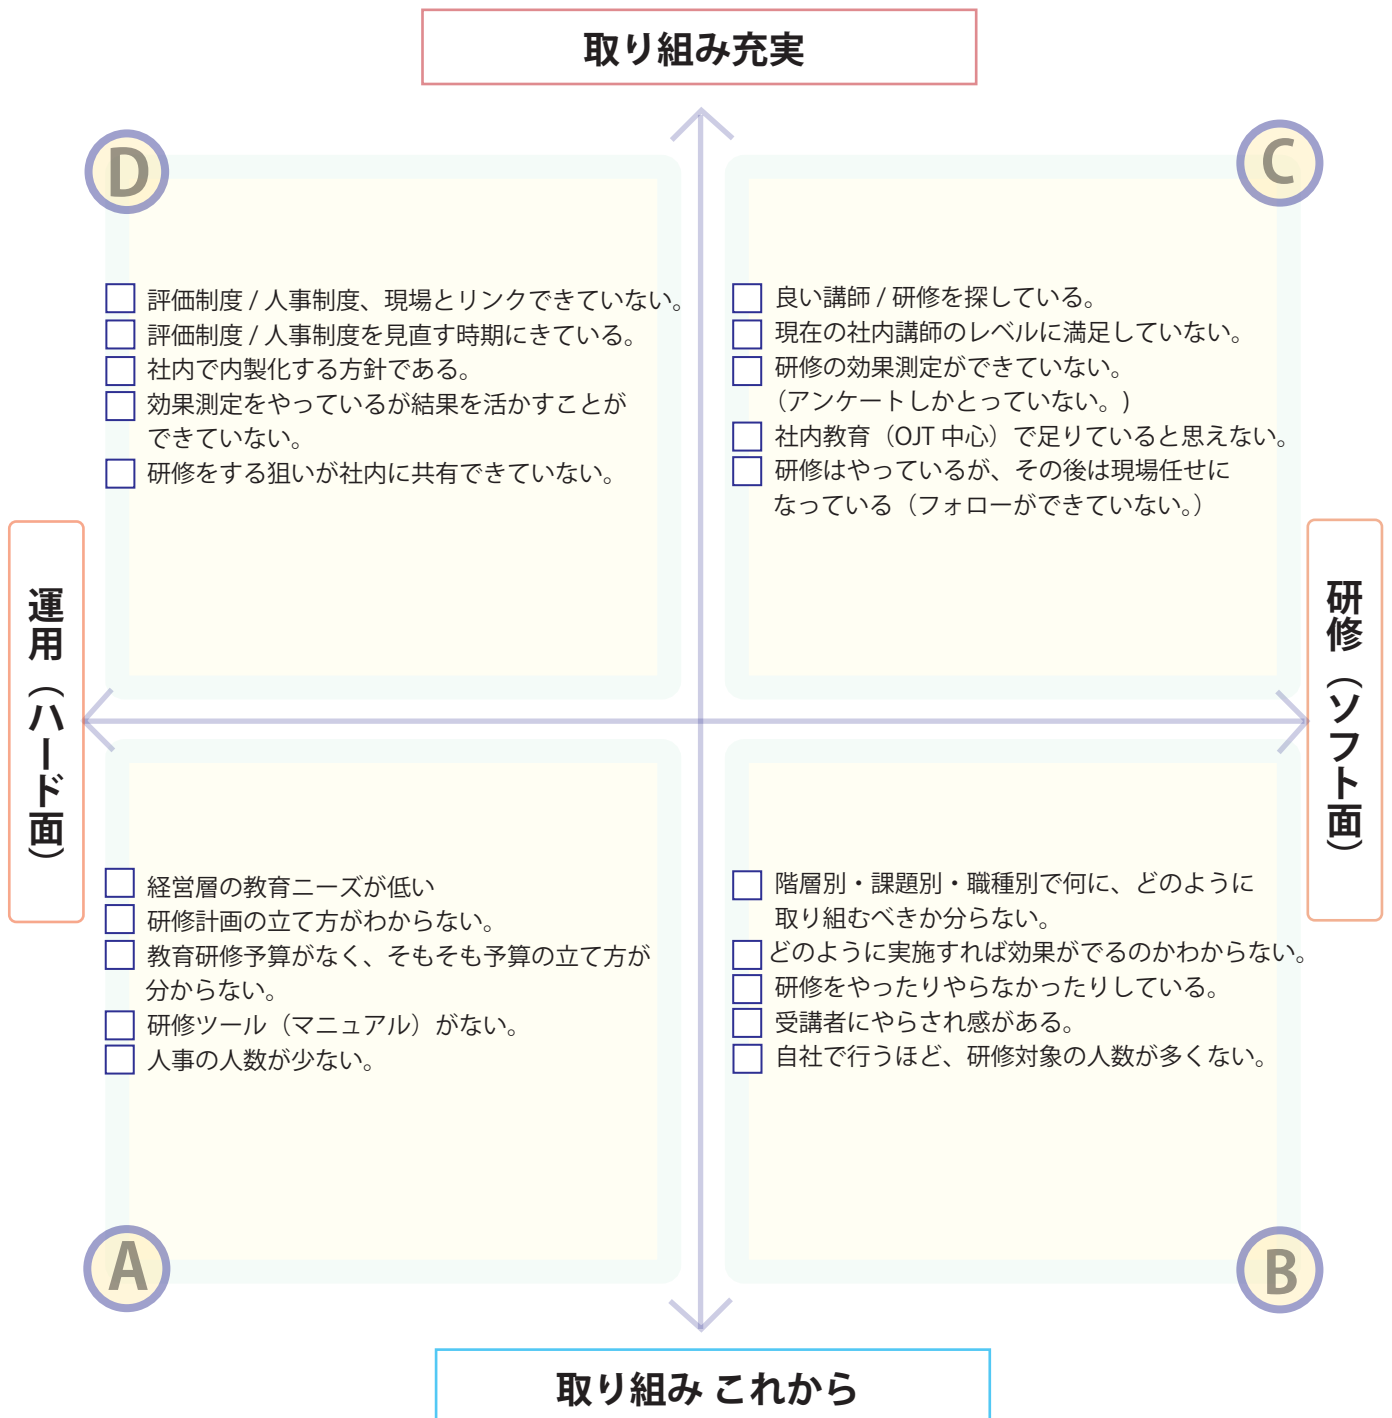 取り組み充実
D
評価制度 / 人事制度、現場とリンクできていない。
評価制度 / 人事制度を見直す時期にきている。
社内で内製化する方針である。
効果測定をやっているが結果を活かすことが
できていない。
研修をする狙いが社内に共有できていない。
C
良い講師 / 研修を探している。
現在の社内講師のレベルに満足していない。
研修の効果測定ができていない。
（アンケートしかとっていない。)
社内教育（OJT 中心）で足りていると思えない。
研修はやっているが、その後は現場任せに
なっている（フォローができていない。）
運用（ハード面）
研修（ソフト面）
経営層の教育ニーズが低い
研修計画の立て方がわからない。
教育研修予算がなく、そもそも予算の立て方が
分からない。
研修ツール（マニュアル）がない。
人事の人数が少ない。
A
階層別・課題別・職種別で何に、どのように
取り組むべきか分らない。
どのように実施すれば効果がでるのかわからない。
研修をやったりやらなかったりしている。
受講者にやらされ感がある。
自社で行うほど、研修対象の人数が多くない。
B
取り組み これから